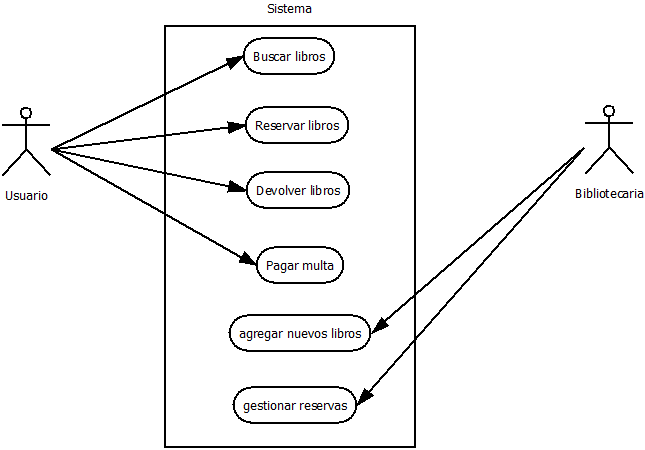 Sistema
Buscar libros
Reservar libros
Devolver libros
Usuario
Bibliotecaria
Pagar multa
agregar nuevos libros
gestionar reservas